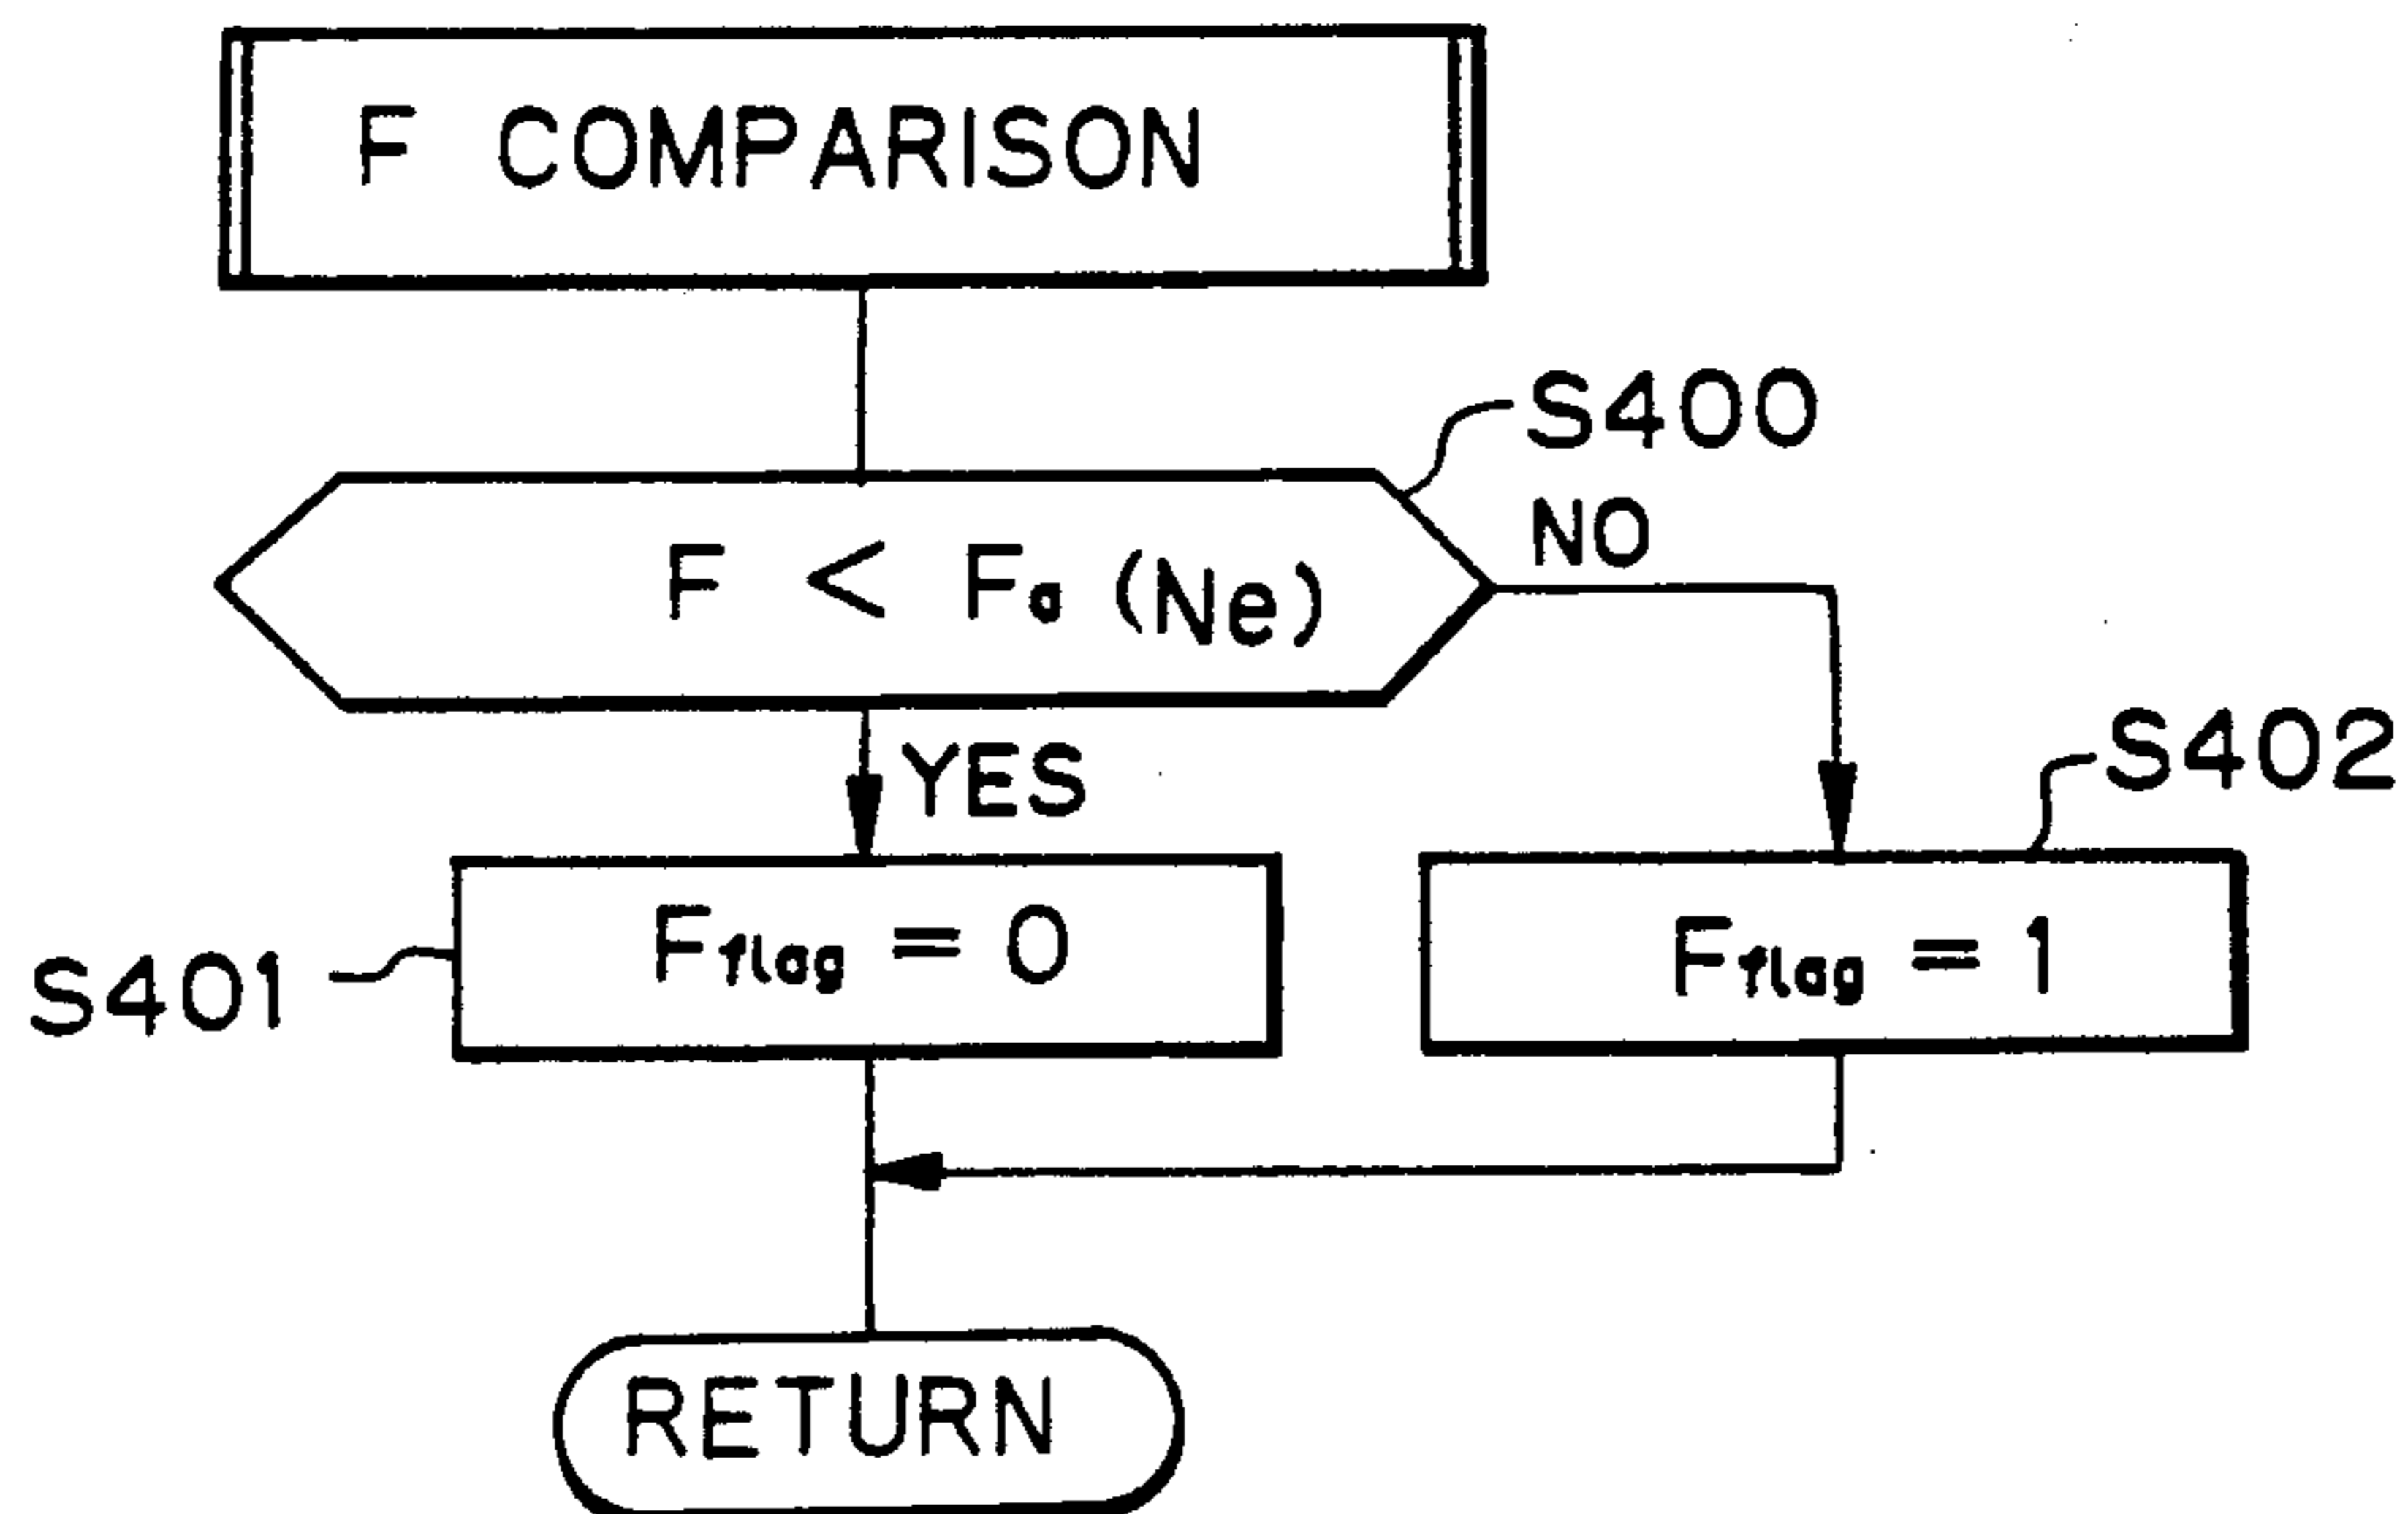 F COMPARISON
S400
F < Fa (Ne)
NO
YES
S402
Fflag = 0
Fflag = 1
S401
RETURN